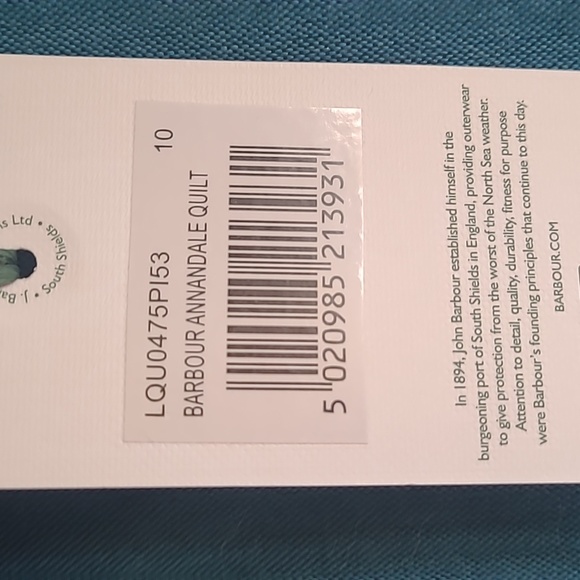 s Ltd •
South Shields
• J. Ba
LQU0475PI53 10
BARBOUR ANNANDALE QUILT
5 020985 213931
In 1894, John Barbour established himself in the
burgeoning port of South Shields in England, providing outerwear
to give protection from the worst of the North Sea weather.
Attention to detail, quality, durability, fitness for purpose
were Barbour's founding principles that continue to this day.
BARBOUR.COM